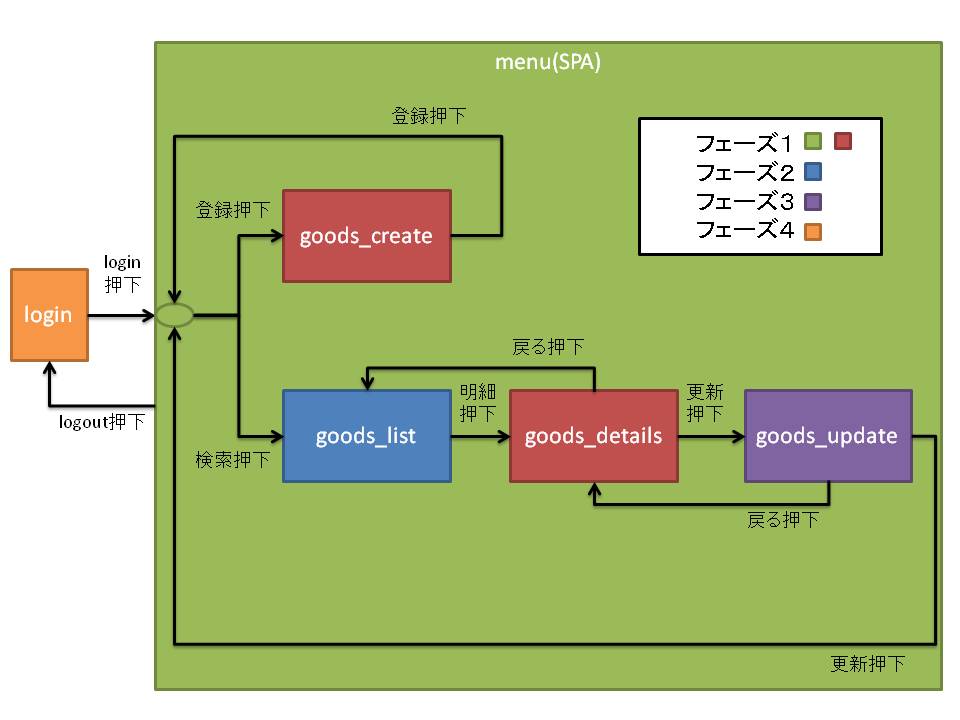 menu(SPA)
登録押下
フェーズ１
フェーズ２
フェーズ３
フェーズ４
登録押下
goods_create
login
押下
login
戻る押下
明細
押下
更新
押下
logout押下
goods_list
goods_details
goods_update
検索押下
戻る押下
更新押下